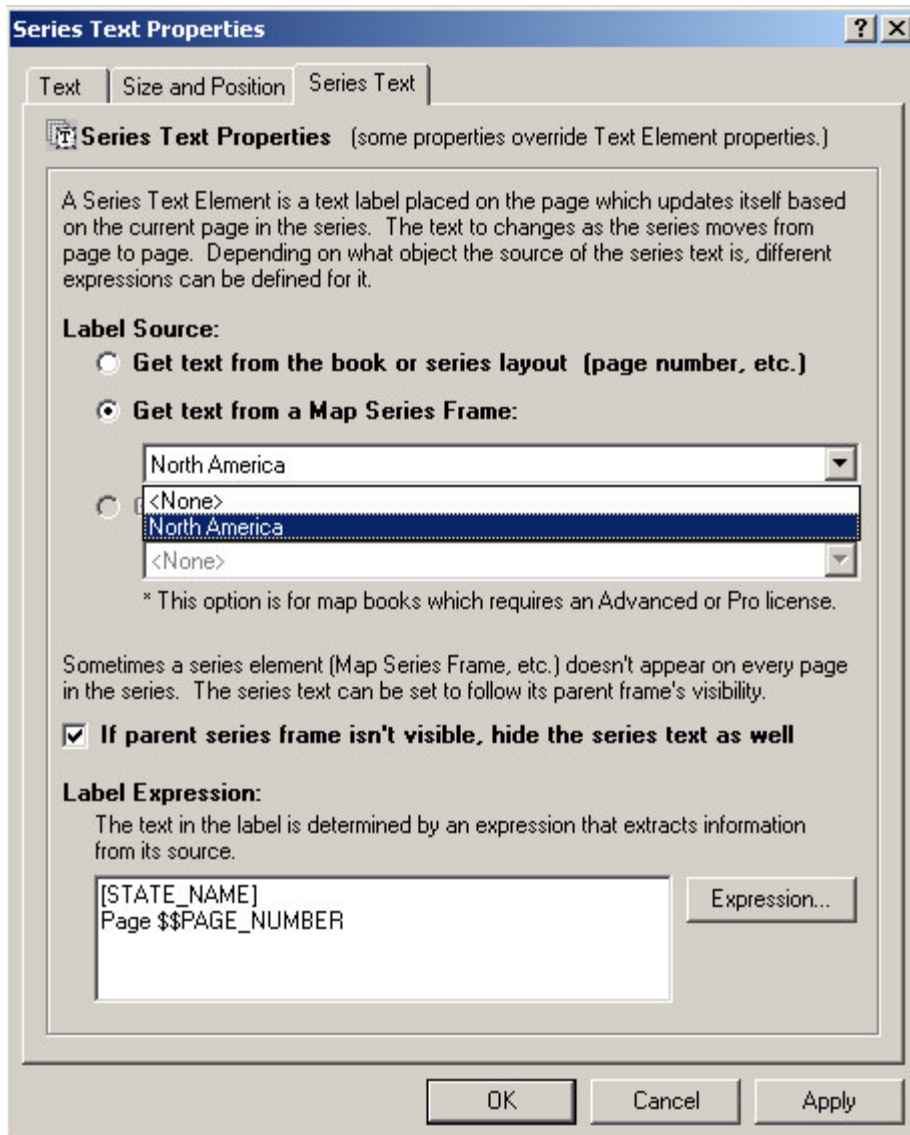 Series Text Properties
Text
Size and Position
Series Text
Series Text Properties (some properties override Text Element properties.)
A Series Text Element is a text label placed on the page which updates itself based
on the current page in the series. The text to changes as the series moves from
page to page. Depending on what object the source of the series text is, different
expressions can be defined for it.
Label Source:
Get text from the book or series layout (page number, etc.)
Get text from a Map Series Frame:
North America
<None>
North America
<None>
* This option is for map books which requires an Advanced or Pro license.
Sometimes a series element (Map Series Frame, etc.) doesn't appear on every page
in the series. The series text can be set to follow its parent frame's visibility.
If parent series frame isn't visible, hide the series text as well
Label Expression:
The text in the label is determined by an expression that extracts information
from its source.
[STATE_NAME]
Page $$PAGE_NUMBER
Expression...
OK
Cancel
Apply